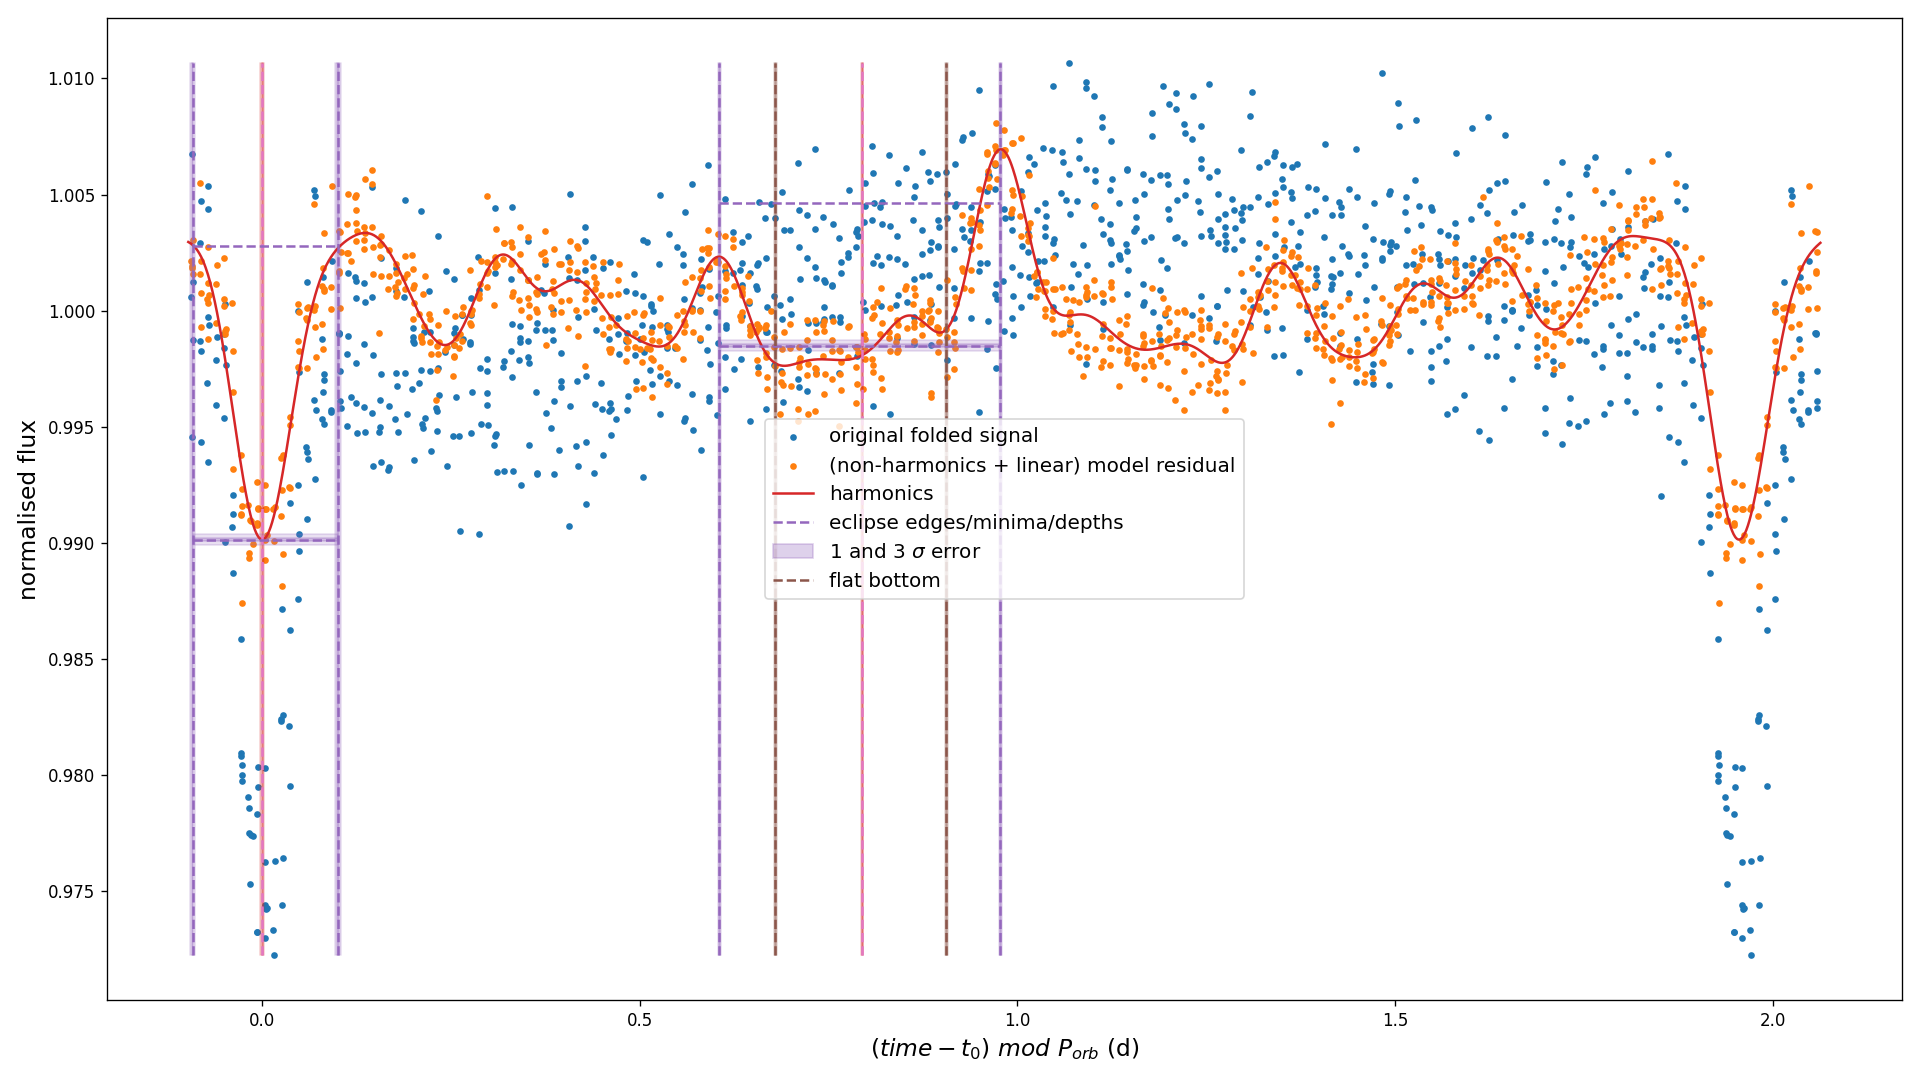 1.010
1.005
1.000
0.995
0.990
0.985
0.980
0.975
normalised flux
original folded signal
(non-harmonics + linear) model residual
harmonics
eclipse edges/minima/depths
1 and 3 σ error
flat bottom
0.0 0.5 1.0 1.5 2.0
(time − t₀) mod P_orb (d)